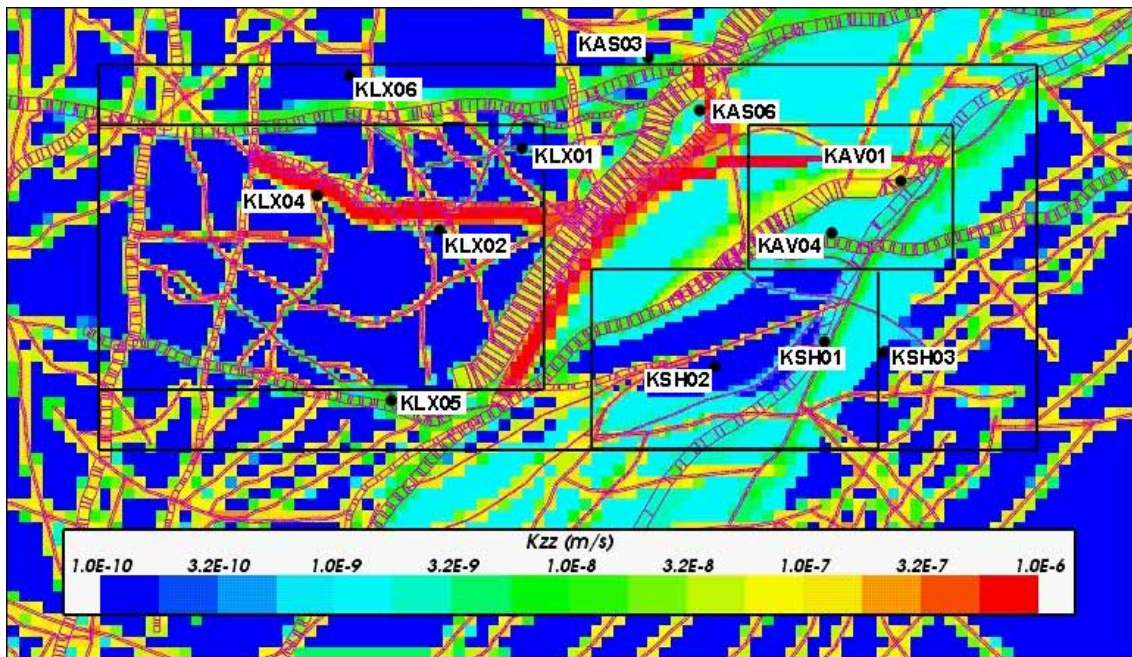 KAS03
KLX06
KAS06
KLX01
KAV01
KLX04
KLX02
KAV04
KSH01
KSH03
KSH02
KLX05
Kzz (m/s)
1.0E-10 3.2E-10 1.0E-9 3.2E-9 1.0E-8 3.2E-8 1.0E-7 3.2E-7 1.0E-6